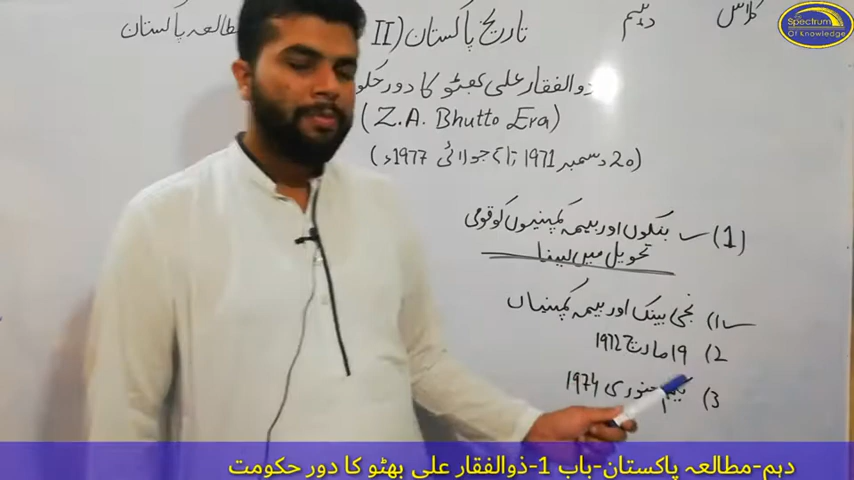 کلاس دہم مطالعہ پاکستان
Spectrum
Of Knowledge
تاریخ پاکستان (II
ذوالفقار علی بھٹو کا دور حکو
(Z.A. Bhutto Era)
(20 دسمبر 1971 تا 5 جولائی 1977ء)
(1) بنکوں اور بیمہ کمپنیوں کو قومی
تحویل میں لینا
(1 نجی بینک اور بیمہ کمپنیاں
(2 19 مارچ 1972
(3 یکم جنوری 1974
دہم-مطالعہ پاکستان-باب 1-ذوالفقار علی بھٹو کا دور حکومت